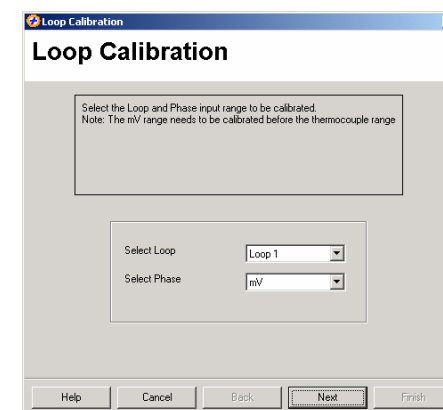 Loop Calibration
Loop Calibration
Select the Loop and Phase input range to be calibrated.
Note: The mV range needs to be calibrated before the thermocouple range
Select Loop
Loop 1
Select Phase
mV
Help
Cancel
Back
Next
Finish